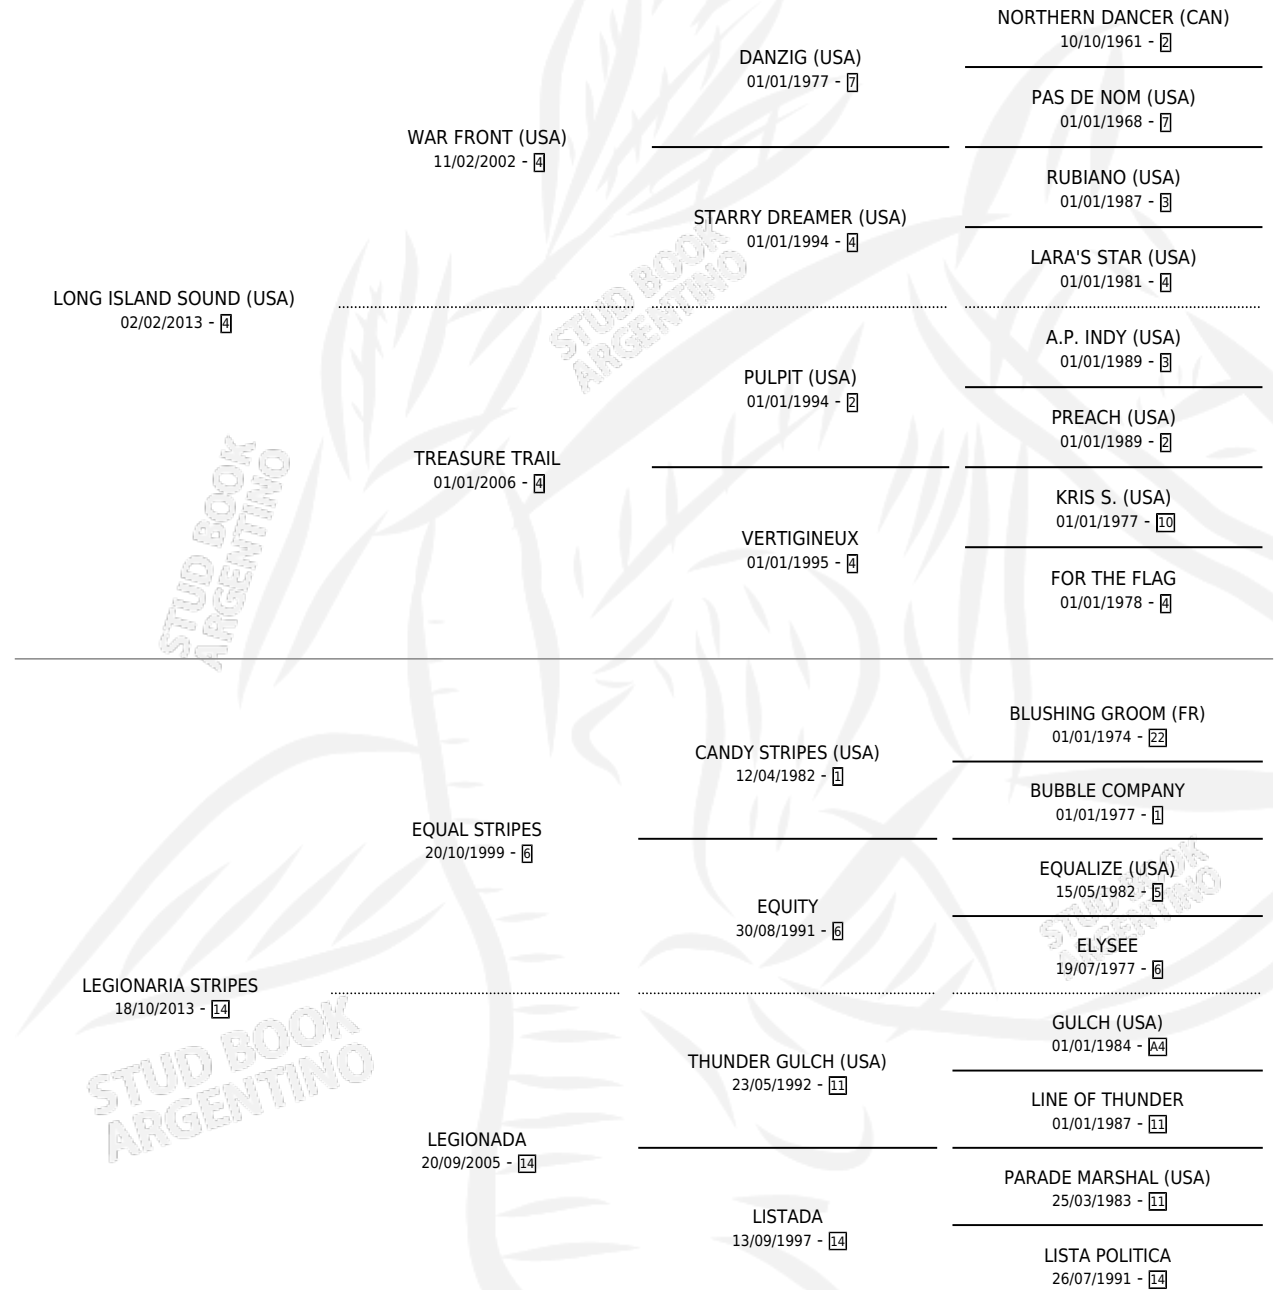 NORTHERN DANCER (CAN)
10/10/1961 - 2
DANZIG (USA)
01/01/1977 - 7
PAS DE NOM (USA)
01/01/1968 - 7
WAR FRONT (USA)
11/02/2002 - 4
RUBIANO (USA)
01/01/1987 - 3
STARRY DREAMER (USA)
01/01/1994 - 4
LARA'S STAR (USA)
01/01/1981 - 4
LONG ISLAND SOUND (USA)
02/02/2013 - 4
STUD BOOK
ARGENTINO
A.P. INDY (USA)
01/01/1989 - 3
PULPIT (USA)
01/01/1994 - 2
PREACH (USA)
01/01/1989 - 2
TREASURE TRAIL
01/01/2006 - 4
KRIS S. (USA)
01/01/1977 - 10
VERTIGINEUX
01/01/1995 - 4
FOR THE FLAG
01/01/1978 - 4
STUD BOOK
ARGENTINO
BLUSHING GROOM (FR)
01/01/1974 - 22
CANDY STRIPES (USA)
12/04/1982 - 1
BUBBLE COMPANY
01/01/1977 - 1
EQUAL STRIPES
20/10/1999 - 6
EQUALIZE (USA)
15/05/1982 - 5
EQUITY
30/08/1991 - 6
STUD BOOK
ARGENTINO
ELYSEE
19/07/1977 - 6
LEGIONARIA STRIPES
18/10/2013 - 14
GULCH (USA)
01/01/1984 - A4
THUNDER GULCH (USA)
23/05/1992 - 11
STUD BOOK
ARGENTINO
LINE OF THUNDER
01/01/1987 - 11
LEGIONADA
20/09/2005 - 14
PARADE MARSHAL (USA)
25/03/1983 - 11
LISTADA
13/09/1997 - 14
LISTA POLITICA
26/07/1991 - 14